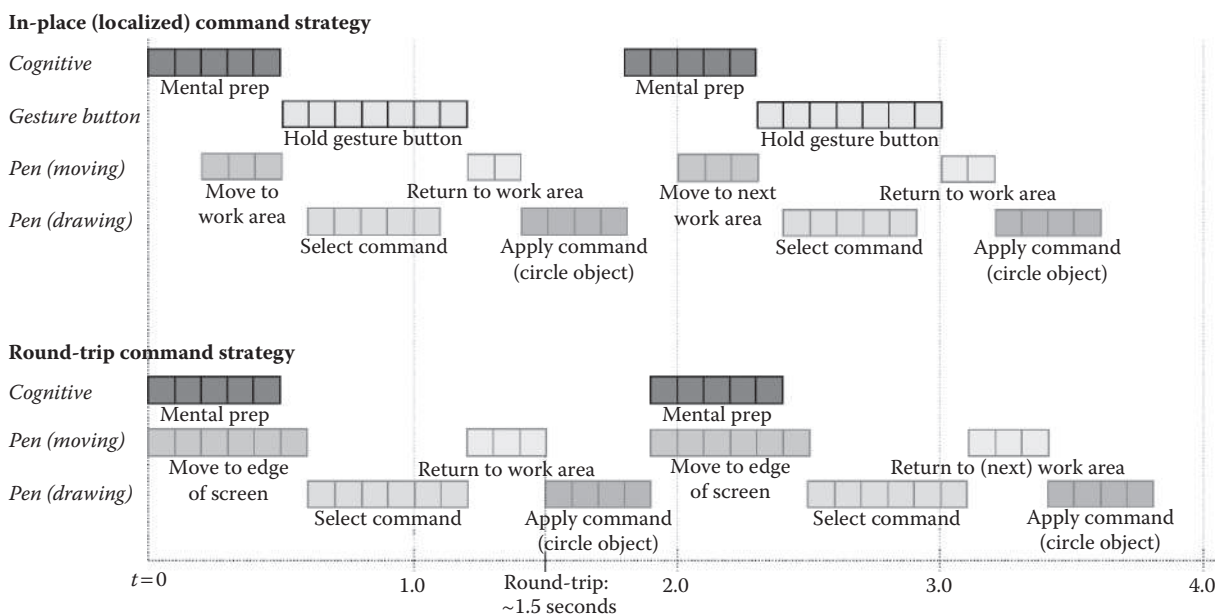 In-place (localized) command strategy
Cognitive
Mental prep
Mental prep
Gesture button
Hold gesture button
Hold gesture button
Pen (moving)
Move to
work area
Return to work area
Move to next
work area
Return to work area
Pen (drawing)
Select command
Apply command
(circle object)
Select command
Apply command
(circle object)
Round-trip command strategy
Cognitive
Mental prep
Mental prep
Pen (moving)
Move to edge
of screen
Return to work area
Move to edge
of screen
Return to (next) work area
Pen (drawing)
Select command
Apply command
(circle object)
Select command
Apply command
(circle object)
t=0
1.0
Round-trip:
~1.5 seconds
2.0
3.0
4.0